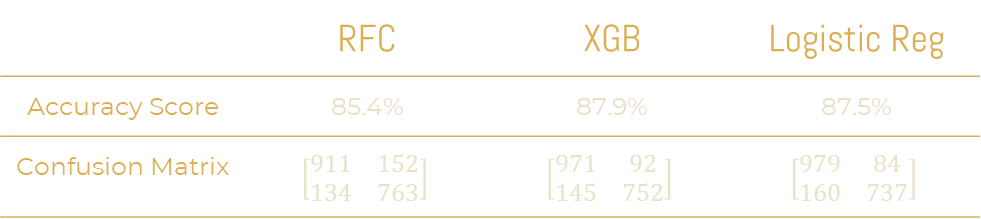 RFC XGB Logistic Reg
Accuracy Score 85.4% 87.9% 87.5%
Confusion Matrix [911 152 134 763] [971 92 145 752] [979 84 160 737]